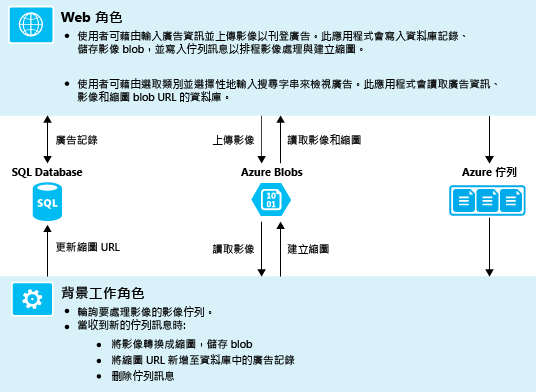 Web 角色
• 使用者可藉由輸入廣告資訊並上傳影像以刊登廣告。此應用程式會寫入資料庫記錄、
儲存影像 blob，並寫入佇列訊息以排程影像處理與建立縮圖。
• 使用者可藉由選取類別並選擇性地輸入搜尋字串來檢視廣告。此應用程式會讀取廣告資訊、
影像和縮圖 blob URL 的資料庫。
廣告記錄
上傳影像
讀取影像和縮圖
SQL Database
Azure Blobs
Azure 佇列
SQL
10
01
更新縮圖 URL
讀取影像
建立縮圖
背景工作角色
• 輪詢要處理影像的影像佇列。
• 當收到新的佇列訊息時:
• 將影像轉換成縮圖，儲存 blob
• 將縮圖 URL 新增至資料庫中的廣告記錄
• 刪除佇列訊息